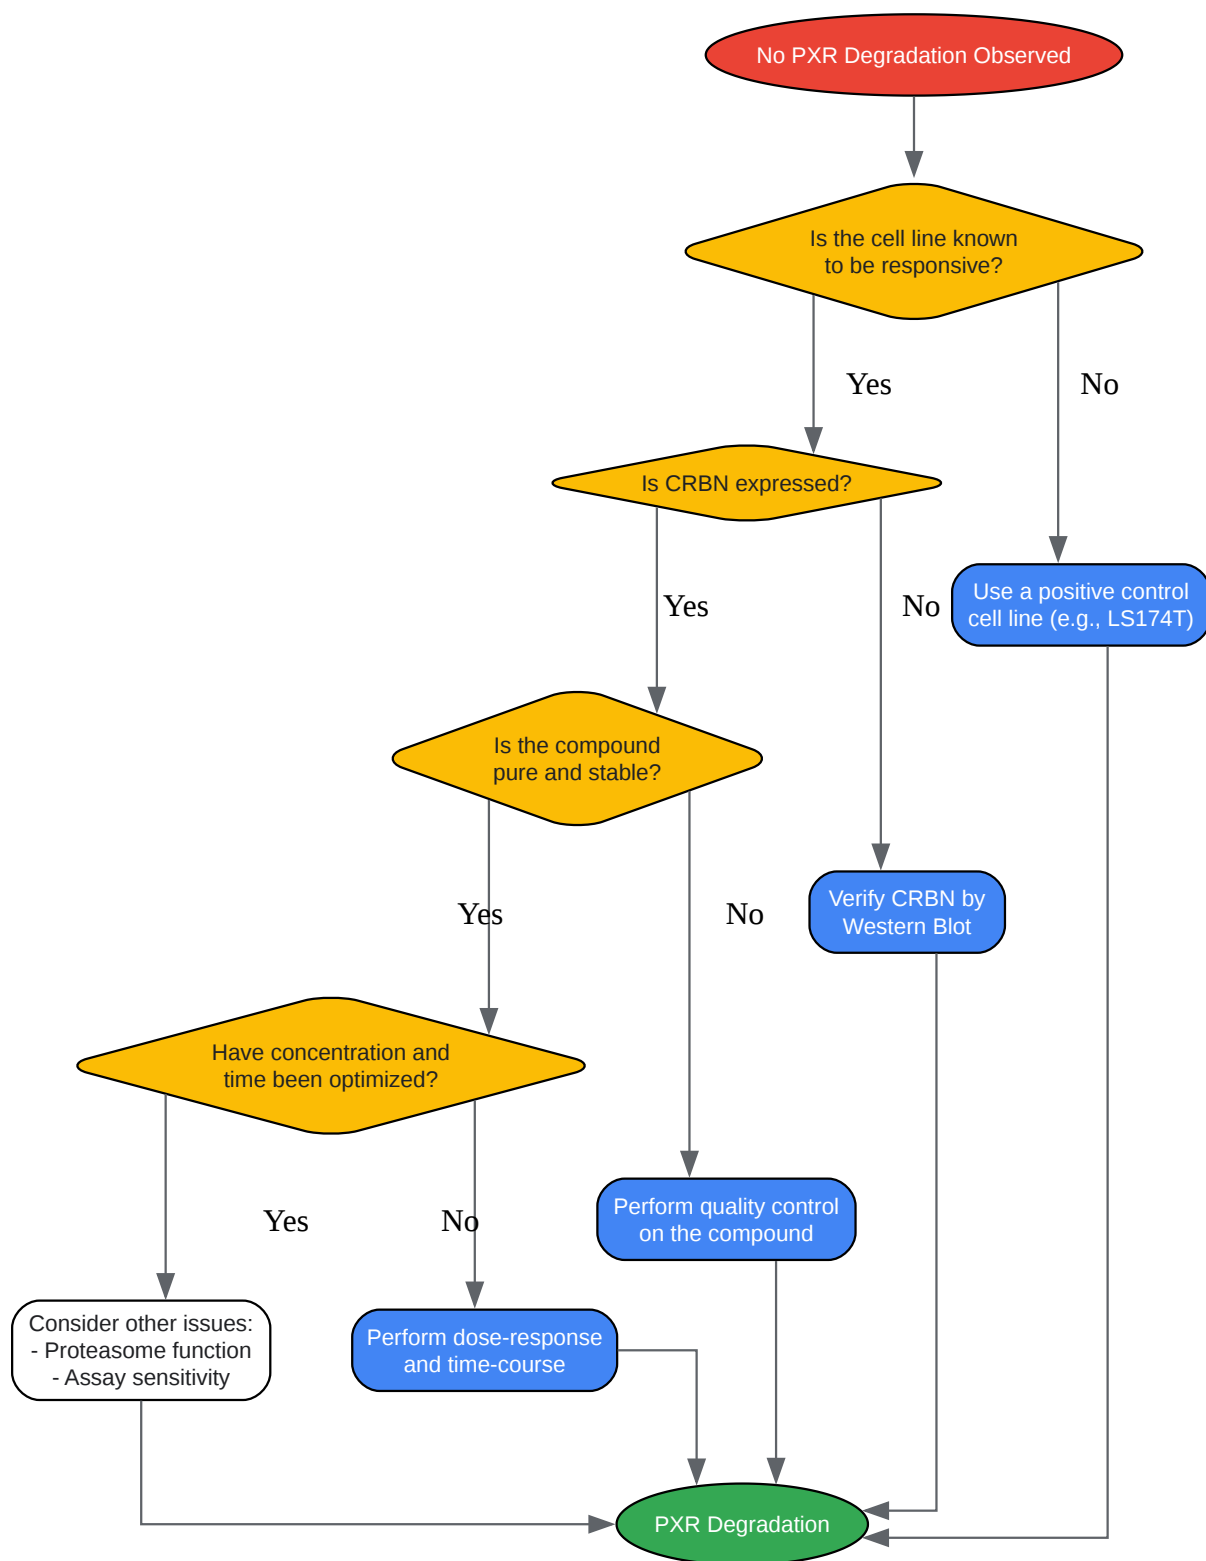 No PXR Degradation Observed
Is the cell line known
to be responsive?
Yes
No
Is CRBN expressed?
Yes
No
Use a positive control
cell line (e.g., LS174T)
Is the compound
pure and stable?
Yes
No
Verify CRBN by
Western Blot
Have concentration and
time been optimized?
Yes
No
Perform quality control
on the compound
Consider other issues:
- Proteasome function
- Assay sensitivity
Perform dose-response
and time-course
PXR Degradation